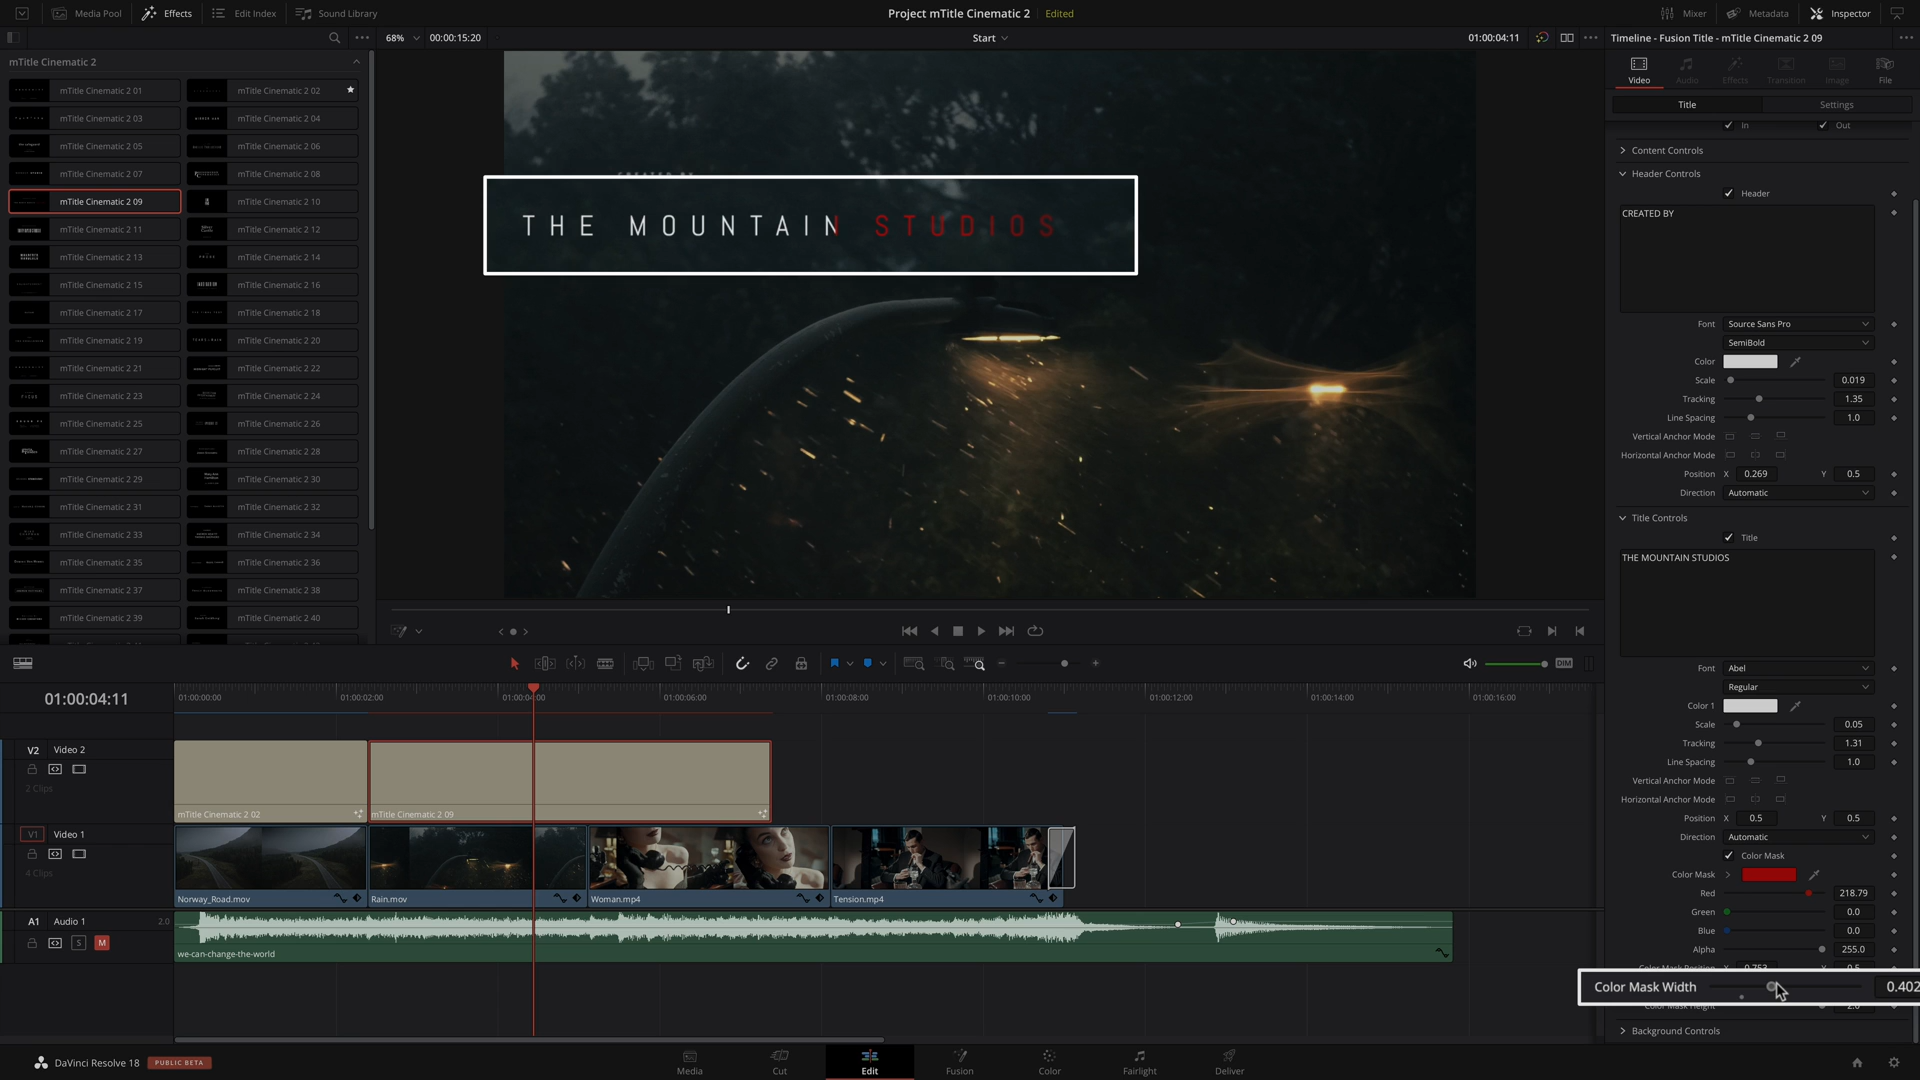 Media Pool
Effects
Edit Index
Sound Library
Project mTitle Cinematic 2
Edited
Mixer
Metadata
Inspector
68%
00:00:15:20
Start
01:00:04:11
Timeline - Fusion Title - mTitle Cinematic 2 09
mTitle Cinematic 2
mTitle Cinematic 2 01
mTitle Cinematic 2 02
mTitle Cinematic 2 03
mTitle Cinematic 2 04
mTitle Cinematic 2 05
mTitle Cinematic 2 06
mTitle Cinematic 2 07
mTitle Cinematic 2 08
mTitle Cinematic 2 09
mTitle Cinematic 2 10
mTitle Cinematic 2 11
mTitle Cinematic 2 12
mTitle Cinematic 2 13
mTitle Cinematic 2 14
mTitle Cinematic 2 15
mTitle Cinematic 2 16
mTitle Cinematic 2 17
mTitle Cinematic 2 18
mTitle Cinematic 2 19
mTitle Cinematic 2 20
mTitle Cinematic 2 21
mTitle Cinematic 2 22
mTitle Cinematic 2 23
mTitle Cinematic 2 24
mTitle Cinematic 2 25
mTitle Cinematic 2 26
mTitle Cinematic 2 27
mTitle Cinematic 2 28
mTitle Cinematic 2 29
mTitle Cinematic 2 30
mTitle Cinematic 2 31
mTitle Cinematic 2 32
mTitle Cinematic 2 33
mTitle Cinematic 2 34
mTitle Cinematic 2 35
mTitle Cinematic 2 36
mTitle Cinematic 2 37
mTitle Cinematic 2 38
mTitle Cinematic 2 39
mTitle Cinematic 2 40
THE MOUNTAIN STUDIOS
Video
Audio
Effects
Transition
Image
File
Title
Settings
In
Out
Content Controls
Header Controls
Header
CREATED BY
Font Source Sans Pro
SemiBold
Color
Scale 0.019
Tracking 1.35
Line Spacing 1.0
Vertical Anchor Mode
Horizontal Anchor Mode
Position X 0.269 Y 0.5
Direction Automatic
Title Controls
Title
THE MOUNTAIN STUDIOS
Font Abel
Regular
Color 1
Scale 0.05
Tracking 1.31
Line Spacing 1.0
Vertical Anchor Mode
Horizontal Anchor Mode
Position X 0.5 Y 0.5
Direction Automatic
Color Mask
Color Mask
Red 218.79
Green 0.0
Blue 0.0
Alpha 255.0
Color Mask Width 0.402
Background Controls
DIM
01:00:04:11
01:00:00:00
01:00:02:00
01:00:04:00
01:00:06:00
01:00:08:00
01:00:10:00
01:00:12:00
01:00:14:00
01:00:16:00
V2 Video 2
2 Clips
mTitle Cinematic 2 02
mTitle Cinematic 2 09
V1 Video 1
4 Clips
Norway_Road.mov
Rain.mov
Woman.mp4
Tension.mp4
A1 Audio 1 2.0
S M
we-can-change-the-world
DaVinci Resolve 18
PUBLIC BETA
Media
Cut
Edit
Fusion
Color
Fairlight
Deliver